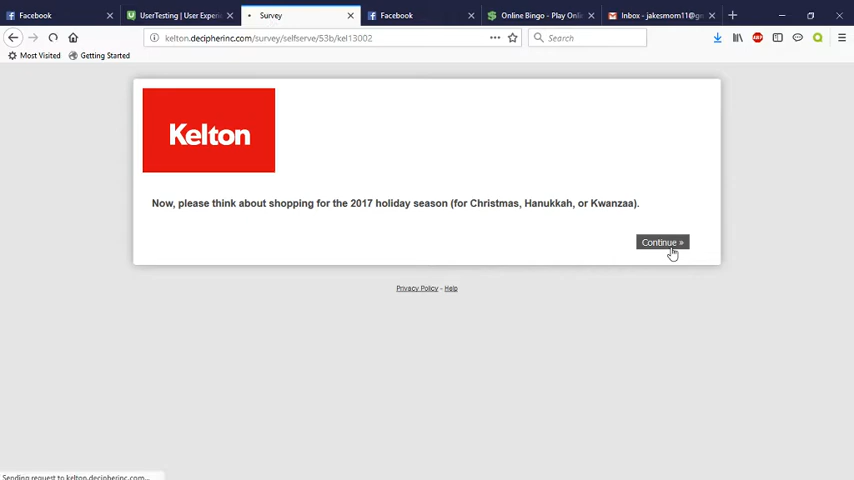 Facebook
UserTesting | User Experi
Survey
Facebook
Online Bingo - Play Onli
Inbox - jakesmom11@g
kelton.decipherinc.com/survey/selfserve/53b/kel13002
Search
Most Visited
Getting Started
Kelton
Now, please think about shopping for the 2017 holiday season (for Christmas, Hanukkah, or Kwanzaa).
Continue »
Privacy Policy - Help
Sending request to kelton.decipherinc.com...